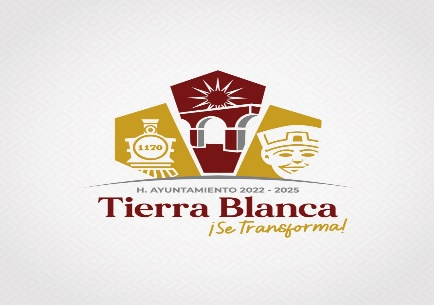 1170
H. AYUNTAMIENTO 2022 - 2025
Tierra Blanca
¡Se Transforma!